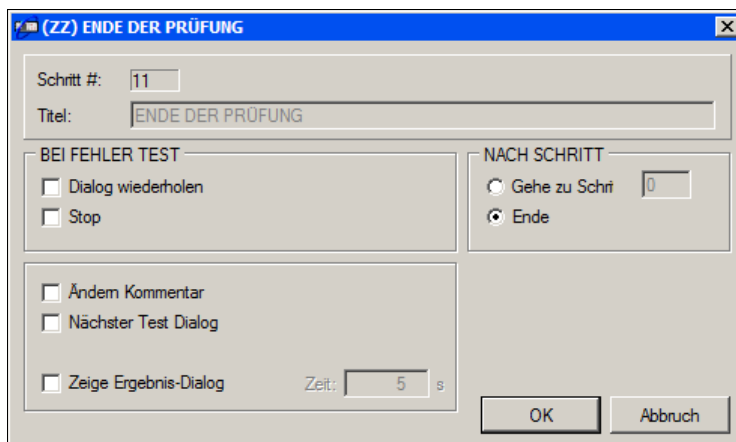 (ZZ) ENDE DER PRÜFUNG
Schritt #: 11
Titel: ENDE DER PRÜFUNG
BEI FEHLER TEST
Dialog wiederholen
Stop
NACH SCHRITT
Gehe zu Schri 0
Ende
Ändern Kommentar
Nächster Test Dialog
Zeige Ergebnis-Dialog Zeit: 5 s
OK Abbruch